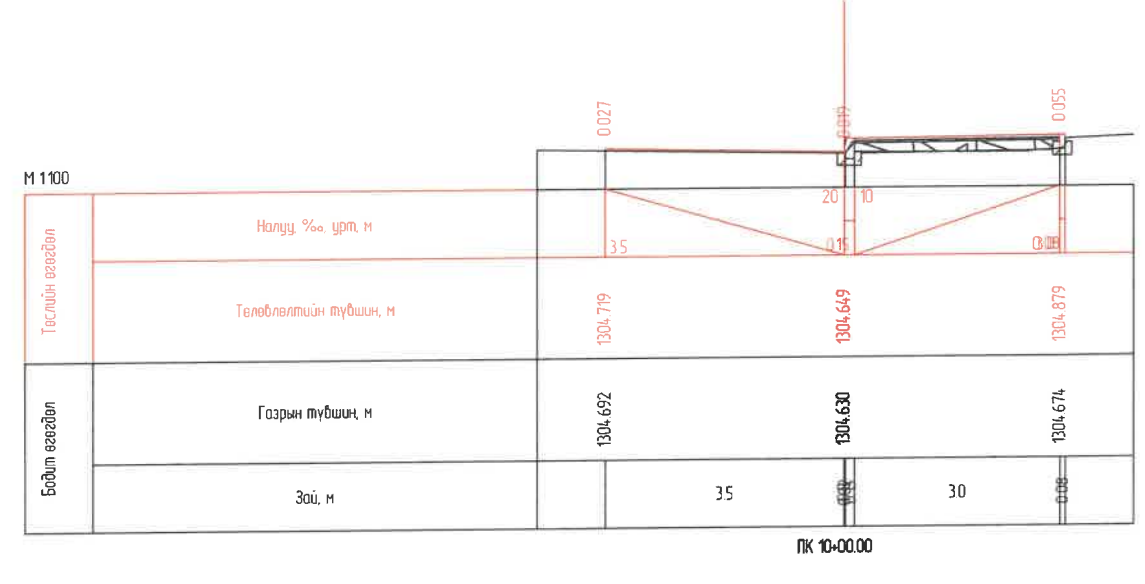 0.027
0.019
0.055
М 1:100
Төслийн өгөгдөл
Налуу, ‰, урт, м
20
10
3.5
0.15
Төлөвлөлтийн түвшин, м
1304.719
1304.649
1304.879
Бодит өгөгдөл
Газрын түвшин, м
1304.692
1304.630
1304.674
Зай, м
3.5
3.0
0.08
ПК 10+00.00